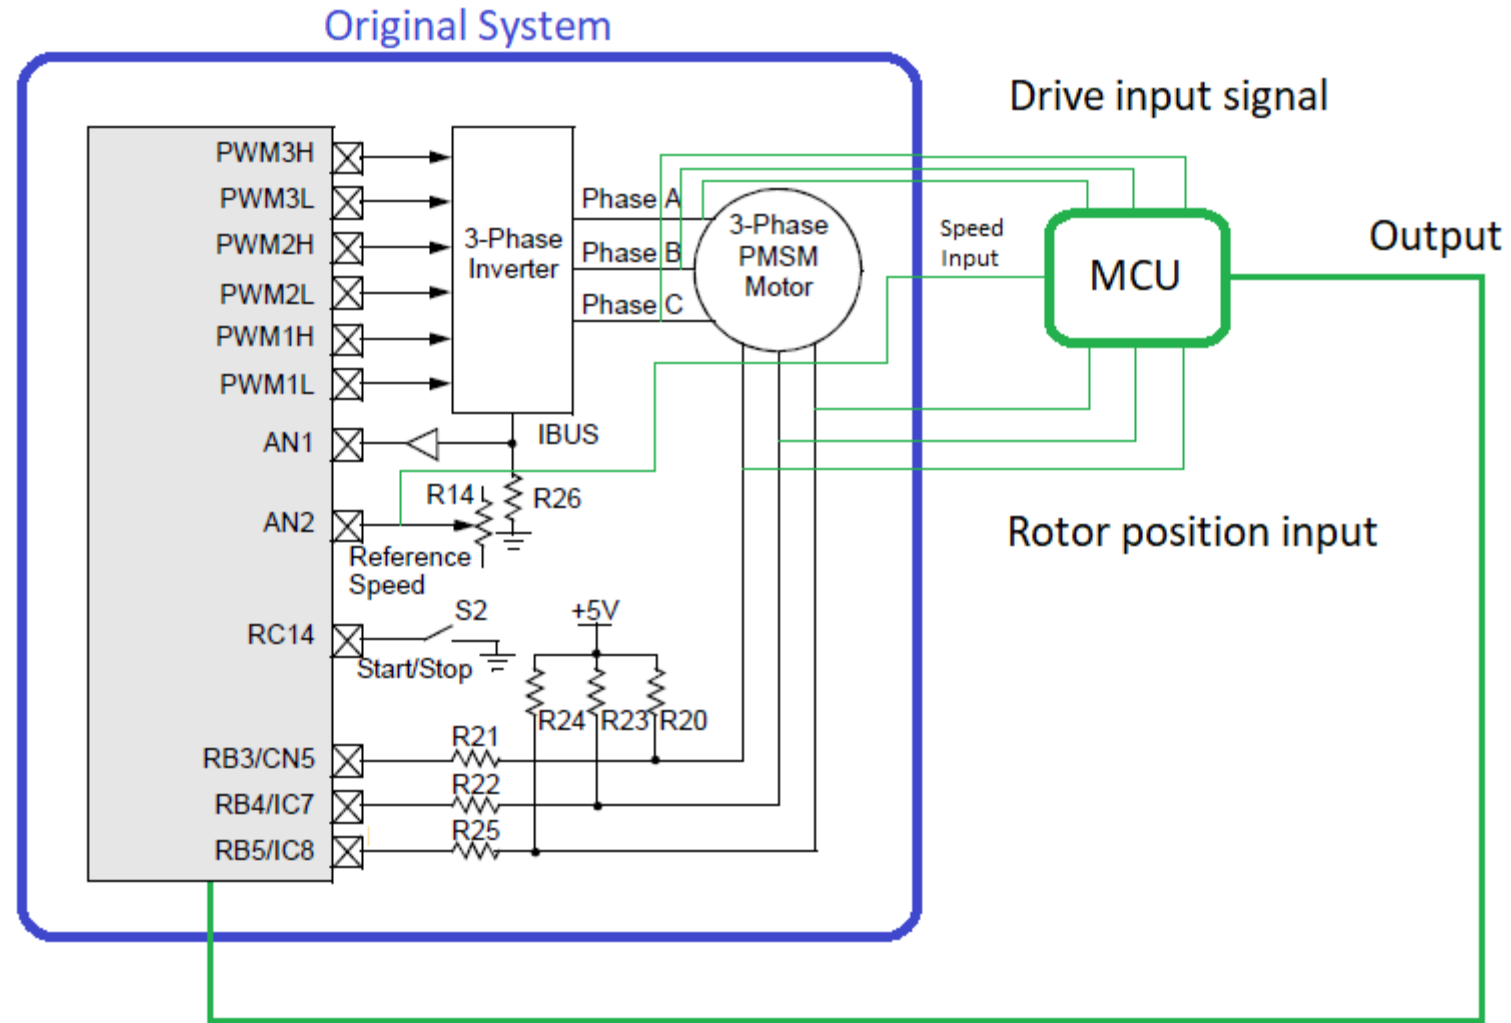 Original System
Drive input signal
PWM3H
PWM3L
PWM2H
PWM2L
PWM1H
PWM1L
AN1
AN2
RC14
RB3/CN5
RB4/IC7
RB5/IC8
3-Phase
Inverter
Phase A
Phase B
Phase C
3-Phase
PMSM
Motor
Speed
Input
MCU
Output
IBUS
R14
R26
Reference
Speed
Rotor position input
S2
Start/Stop
+5V
R24
R23
R20
R21
R22
R25